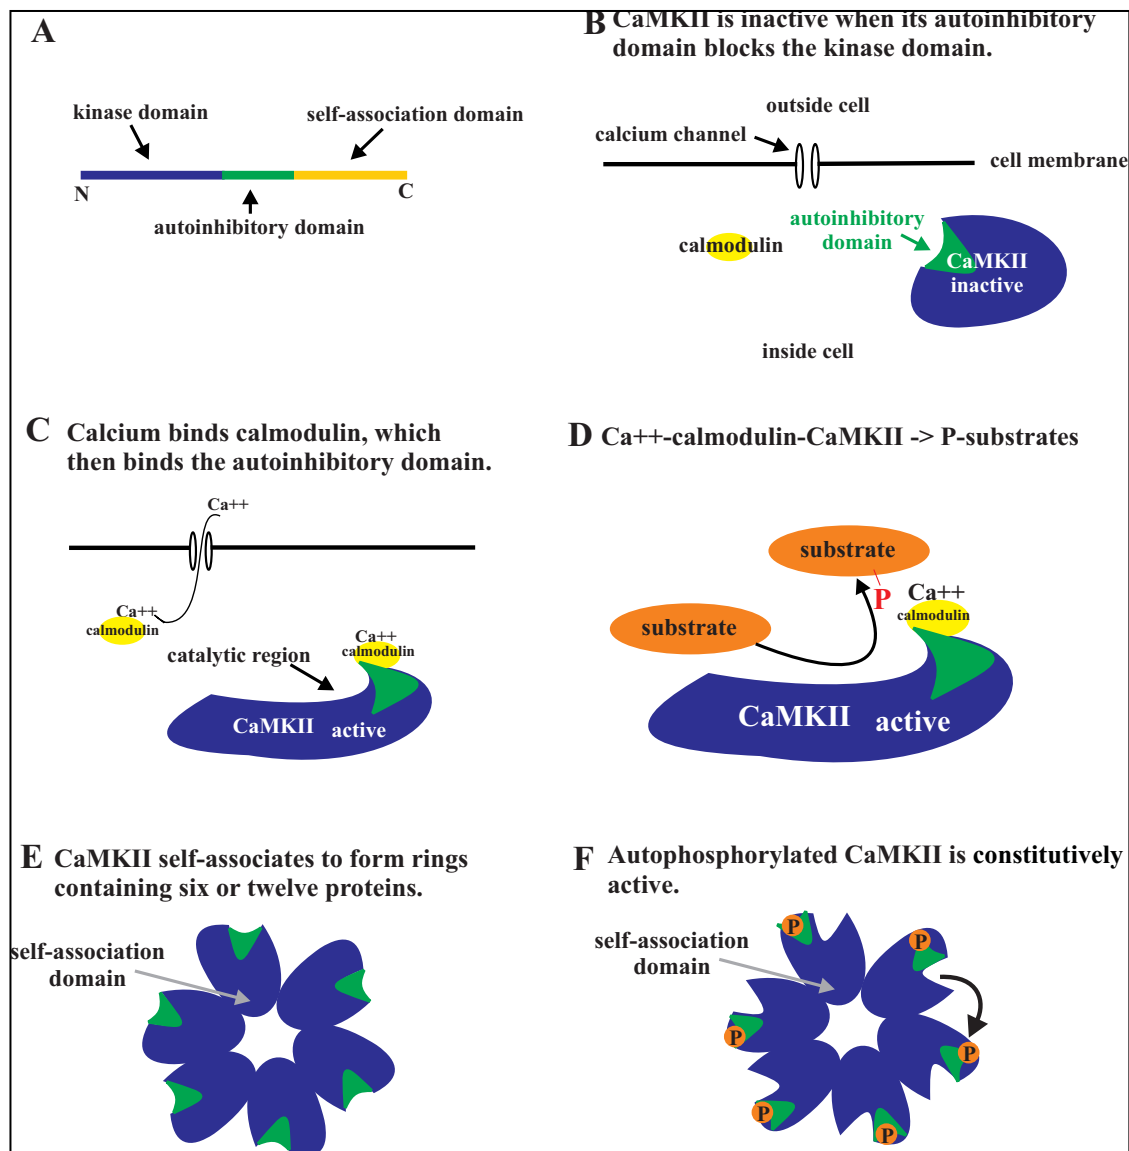 A
kinase domain
self-association domain
N
C
autoinhibitory domain
B CaMKII is inactive when its autoinhibitory
domain blocks the kinase domain.
outside cell
calcium channel
cell membrane
autoinhibitory
domain
calmodulin
CaMKII
inactive
inside cell
C Calcium binds calmodulin, which
then binds the autoinhibitory domain.
Ca++
Ca++
calmodulin
Ca++
calmodulin
catalytic region
CaMKII active
D Ca++-calmodulin-CaMKII -> P-substrates
substrate
P
Ca++
calmodulin
substrate
CaMKII active
E CaMKII self-associates to form rings
containing six or twelve proteins.
self-association
domain
F Autophosphorylated CaMKII is constitutively
active.
self-association
domain
P
P
P
P
P
P